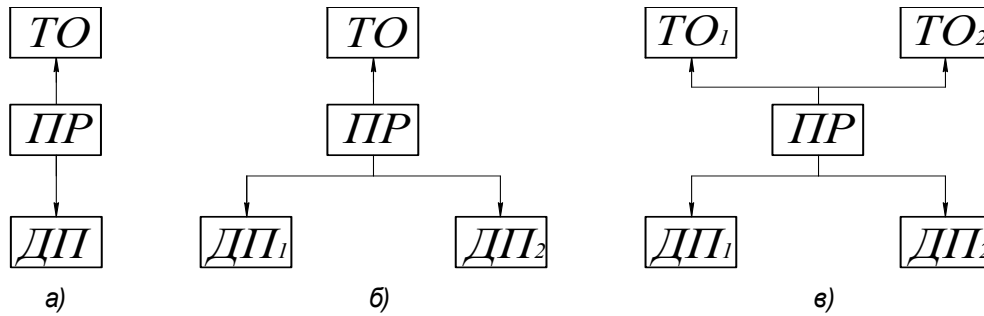 ТО ТО ТО₁ ТО₂
ПР ПР ПР
ДП ДП₁ ДП₂ ДП₁ ДП₂
а) б) в)